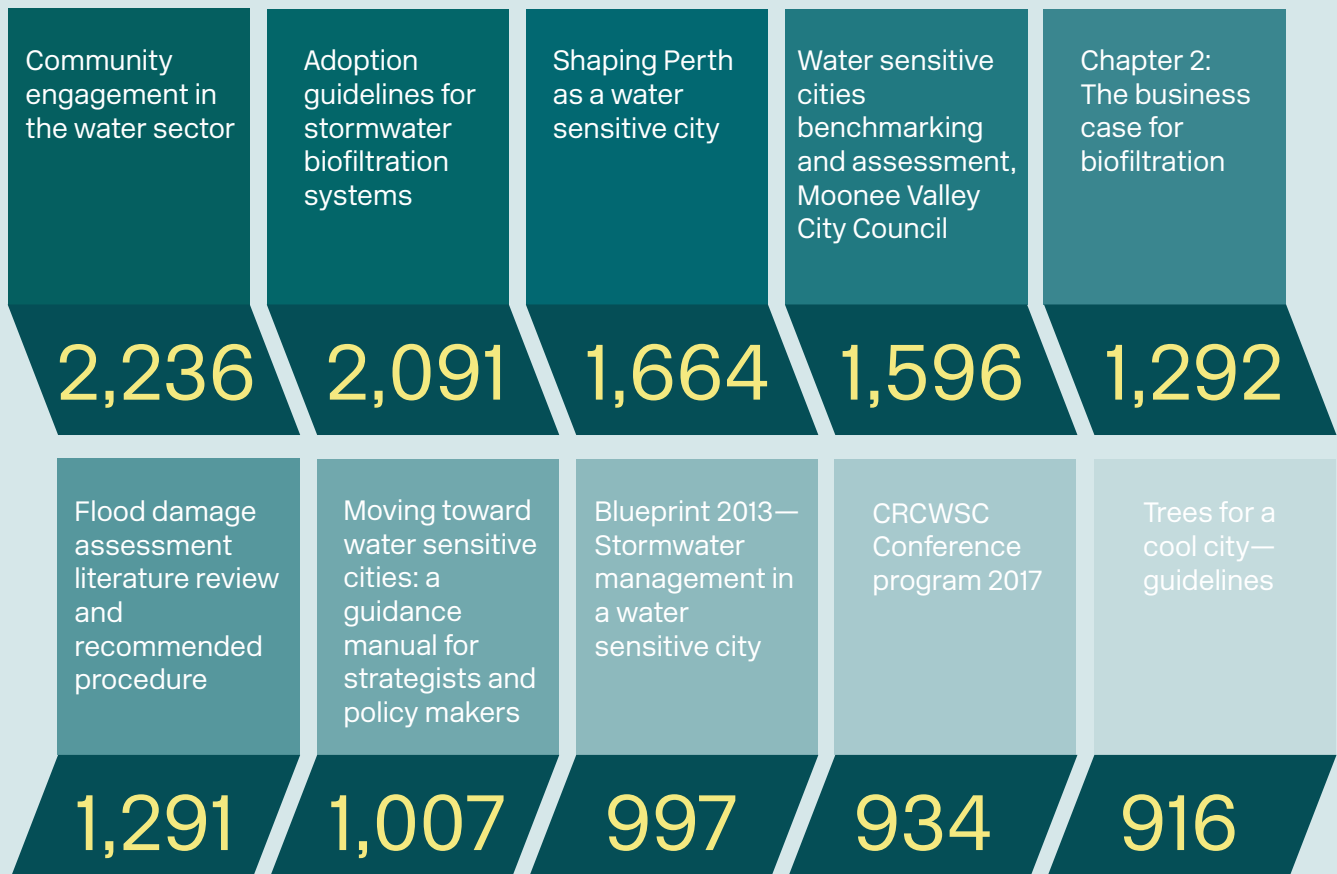 Community
engagement in
the water sector
2,236
Adoption
guidelines for
stormwater
biofiltration
systems
2,091
Shaping Perth
as a water
sensitive city
1,664
Water sensitive
cities
benchmarking
and assessment,
Moonee Valley
City Council
1,596
Chapter 2:
The business
case for
biofiltration
1,292
Flood damage
assessment
literature review
and
recommended
procedure
1,291
Moving toward
water sensitive
cities: a
guidance
manual for
strategists and
policy makers
1,007
Blueprint 2013—
Stormwater
management in
a water
sensitive city
997
CRCWSC
Conference
program 2017
934
Trees for a
cool city—
guidelines
916